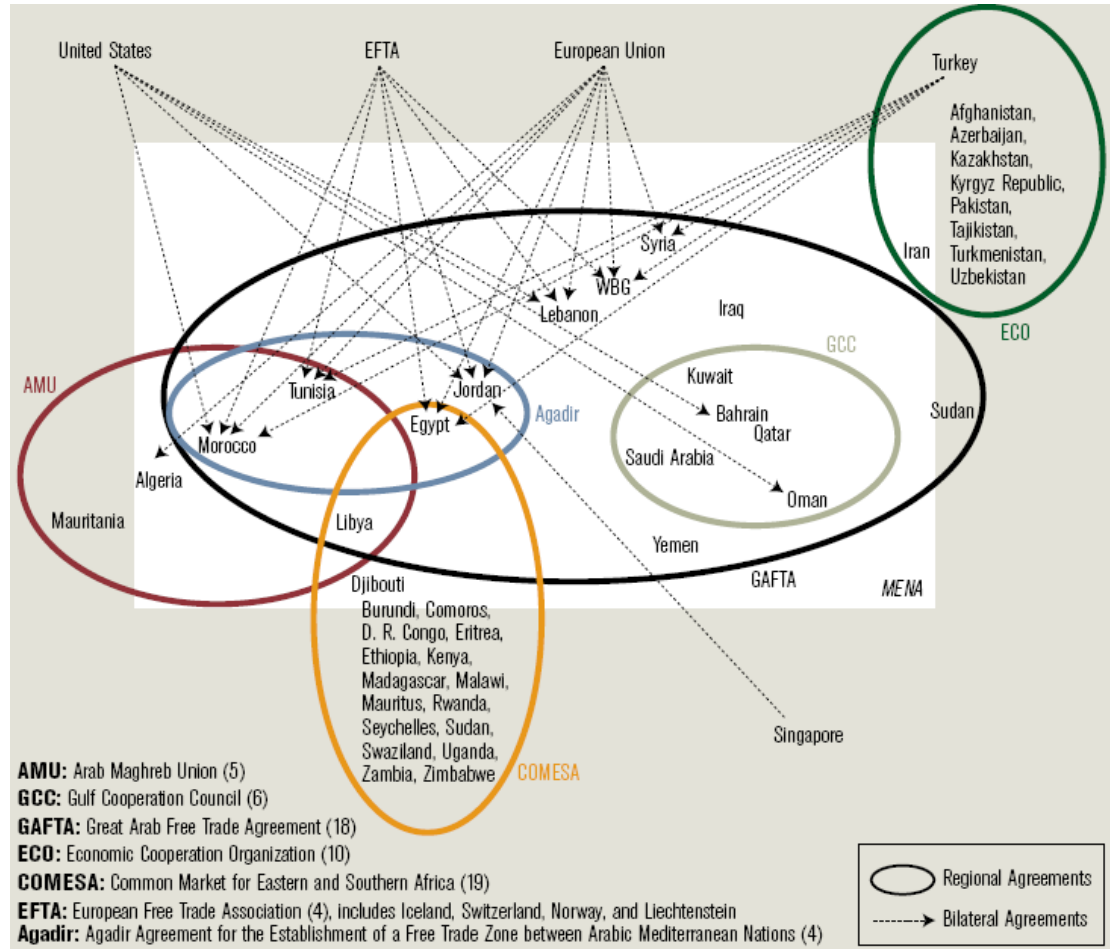 United States
EFTA
European Union
Turkey
Afghanistan,
Azerbaijan,
Kazakhstan,
Kyrgyz Republic,
Pakistan,
Tajikistan,
Turkmenistan,
Uzbekistan
Iran
ECO
Syria
WBG
Lebanon
Iraq
GCC
AMU
Tunisia
Jordan
Kuwait
Agadir
Egypt
Bahrain
Sudan
Qatar
Morocco
Saudi Arabia
Algeria
Oman
Mauritania
Libya
Yemen
GAFTA
MENA
Djibouti
Burundi, Comoros,
D. R. Congo, Eritrea,
Ethiopia, Kenya,
Madagascar, Malawi,
Mauritus, Rwanda,
Seychelles, Sudan,
Swaziland, Uganda,
Zambia, Zimbabwe
COMESA
Singapore
AMU: Arab Maghreb Union (5)
GCC: Gulf Cooperation Council (6)
GAFTA: Great Arab Free Trade Agreement (18)
ECO: Economic Cooperation Organization (10)
COMESA: Common Market for Eastern and Southern Africa (19)
EFTA: European Free Trade Association (4), includes Iceland, Switzerland, Norway, and Liechtenstein
Agadir: Agadir Agreement for the Establishment of a Free Trade Zone between Arabic Mediterranean Nations (4)
Regional Agreements
Bilateral Agreements